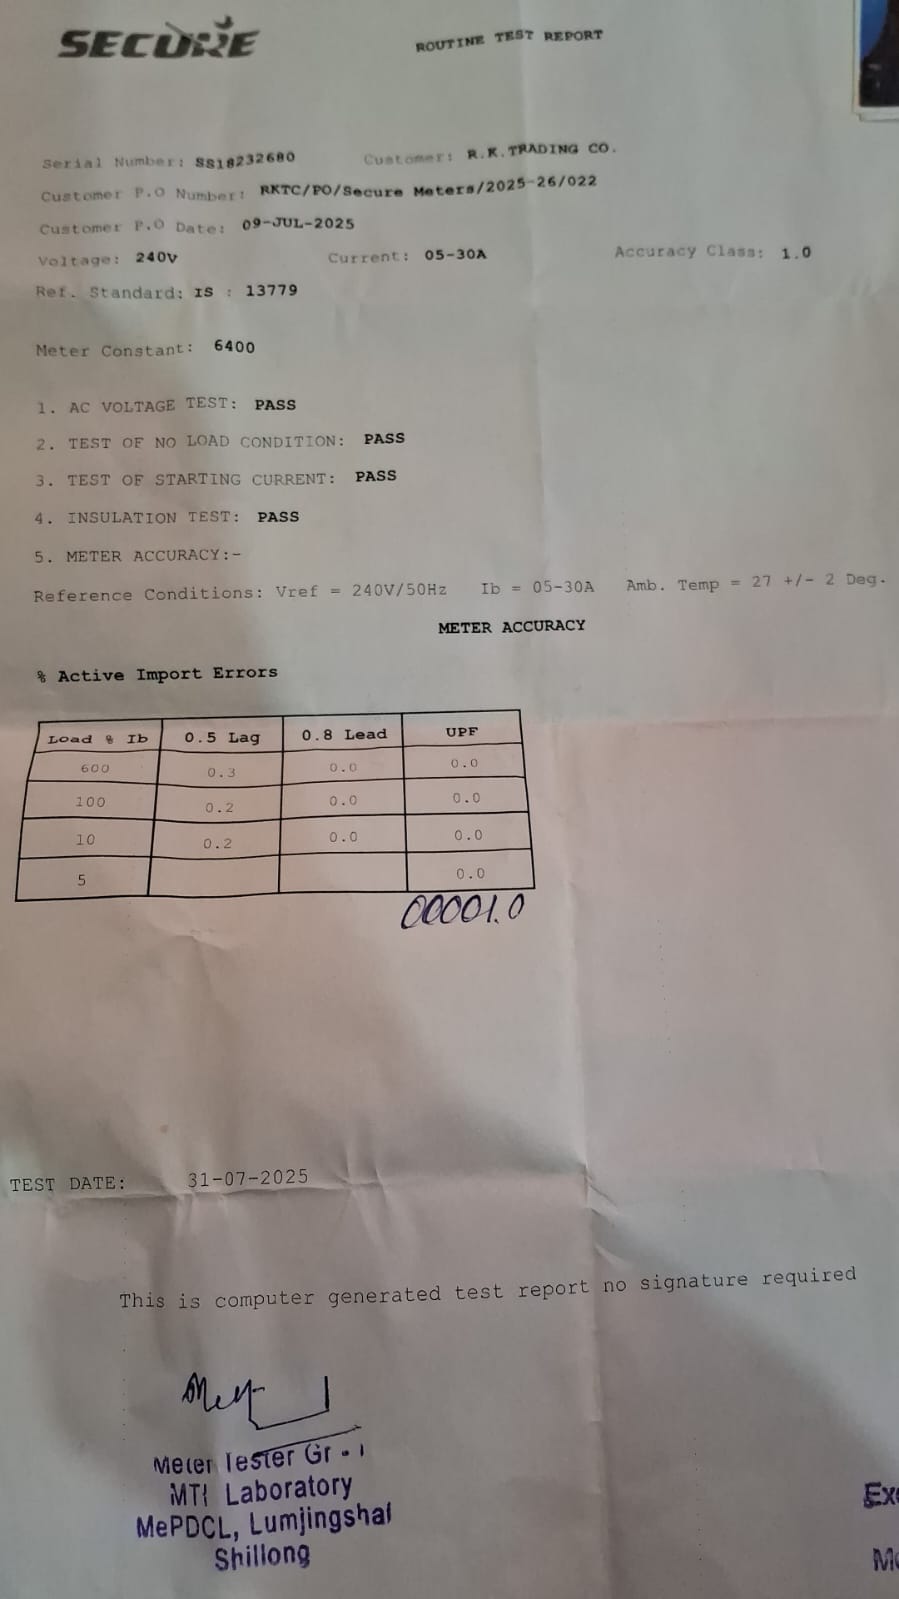 SECURE
ROUTINE TEST REPORT
Serial Number: SS18232680 Customer: R.K.TRADING CO.
Customer P.O Number: RKTC/PO/Secure Meters/2025-26/022
Customer P.O Date: 09-JUL-2025
Voltage: 240V Current: 05-30A Accuracy Class: 1.0
Ref. Standard: IS : 13779
Meter Constant: 6400
1. AC VOLTAGE TEST: PASS
2. TEST OF NO LOAD CONDITION: PASS
3. TEST OF STARTING CURRENT: PASS
4. INSULATION TEST: PASS
5. METER ACCURACY:-
Reference Conditions: Vref = 240V/50Hz Ib = 05-30A Amb. Temp = 27 +/- 2 Deg.
METER ACCURACY
% Active Import Errors
Load % Ib 0.5 Lag 0.8 Lead UPF
600 0.3 0.0 0.0
100 0.2 0.0 0.0
10 0.2 0.0 0.0
5 0.0
00001.0
TEST DATE: 31-07-2025
This is computer generated test report no signature required
Meter Tester Gr - I
MTI Laboratory
MePDCL, Lumjingshai
Shillong